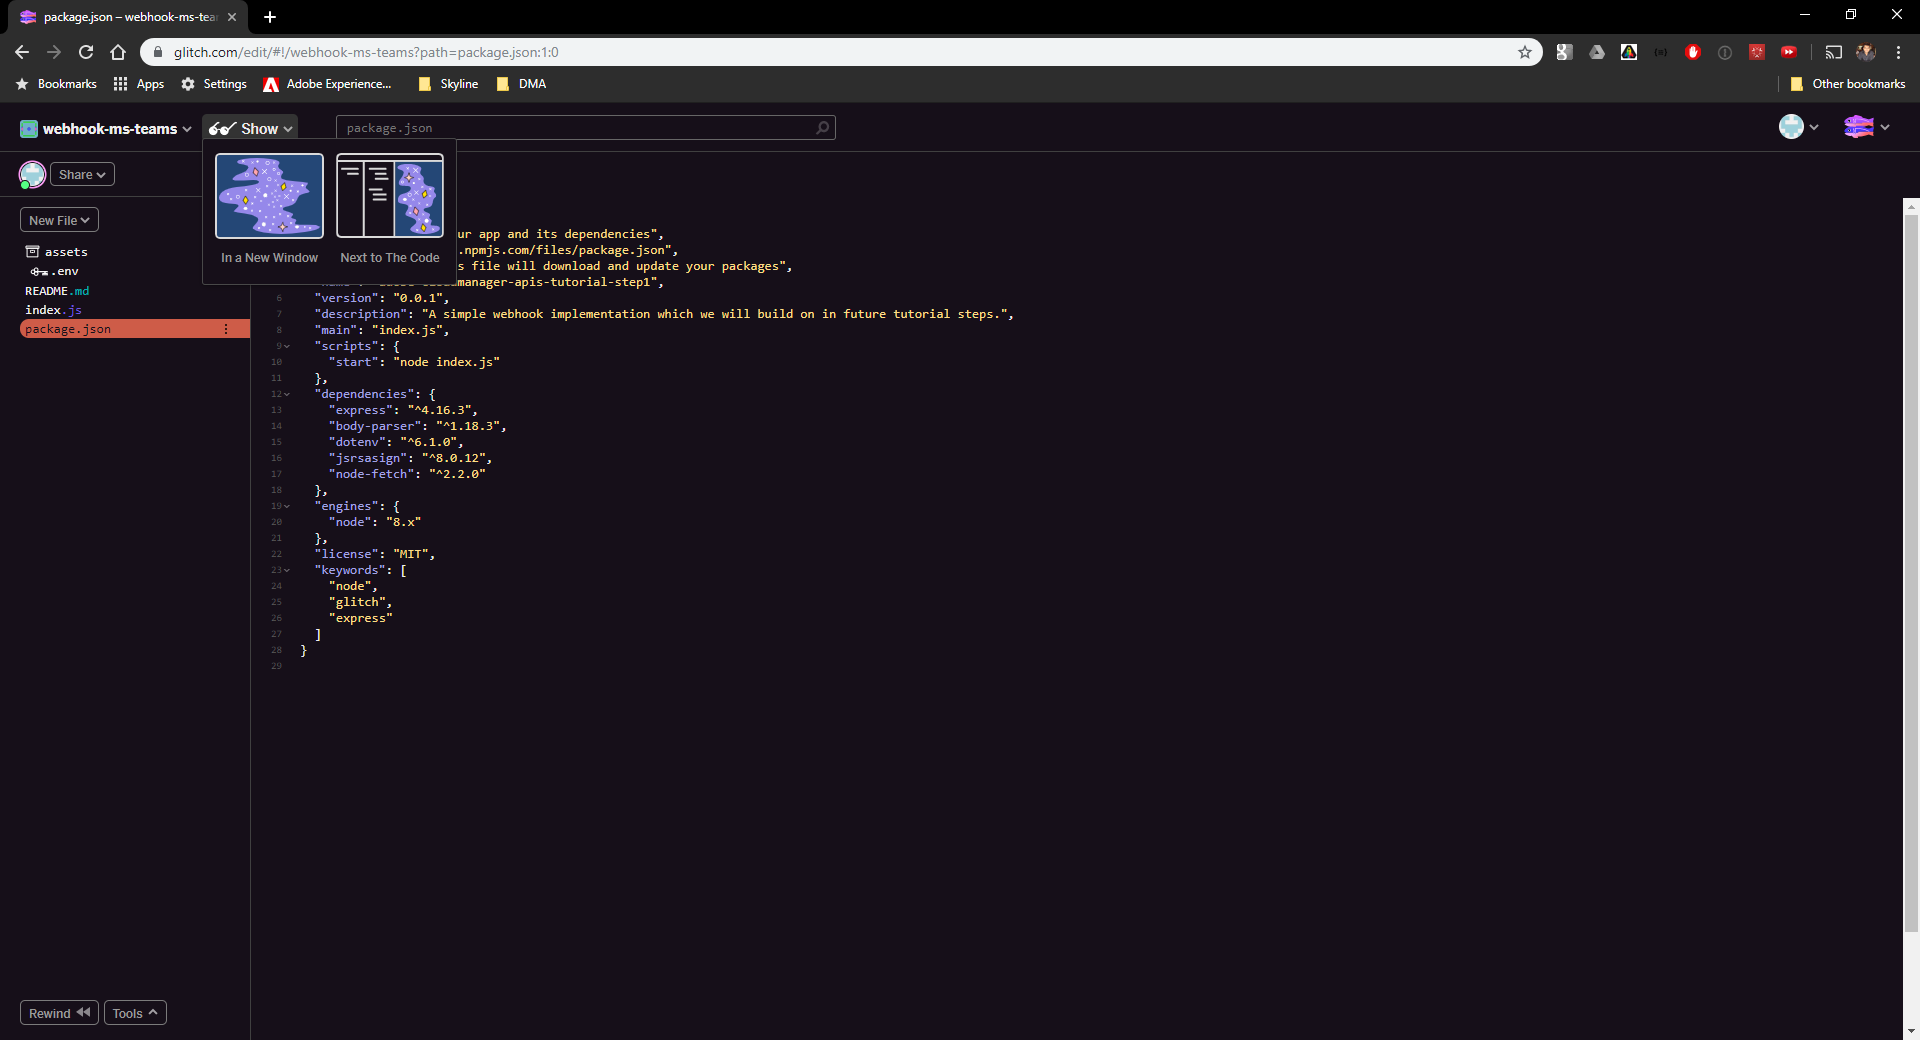 package.json – webhook-ms-tear
glitch.com/edit/#!/webhook-ms-teams?path=package.json:1:0
Bookmarks Apps Settings Adobe Experience... Skyline DMA Other bookmarks
webhook-ms-teams Show package.json
Share
New File
assets
.env
README.md
index.js
package.json
In a New Window Next to The Code
ur app and its dependencies",
.npmjs.com/files/package.json",
s file will download and update your packages",
manager-apis-tutorial-step1",
6 "version": "0.0.1",
7 "description": "A simple webhook implementation which we will build on in future tutorial steps.",
8 "main": "index.js",
9 "scripts": {
10 "start": "node index.js"
11 },
12 "dependencies": {
13 "express": "^4.16.3",
14 "body-parser": "^1.18.3",
15 "dotenv": "^6.1.0",
16 "jsrsasign": "^8.0.12",
17 "node-fetch": "^2.2.0"
18 },
19 "engines": {
20 "node": "8.x"
21 },
22 "license": "MIT",
23 "keywords": [
24 "node",
25 "glitch",
26 "express"
27 ]
28 }
29
Rewind Tools